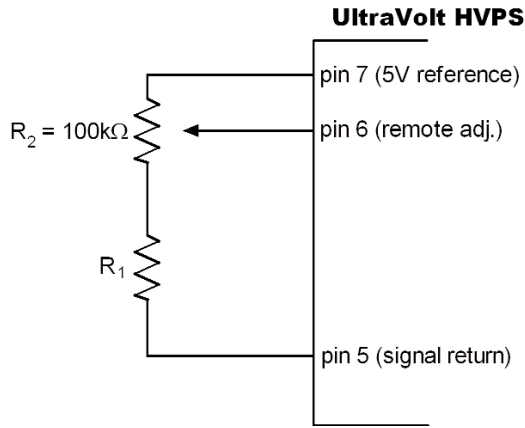 UltraVolt HVPS
pin 7 (5V reference)
R2 = 100kΩ
pin 6 (remote adj.)
R1
pin 5 (signal return)